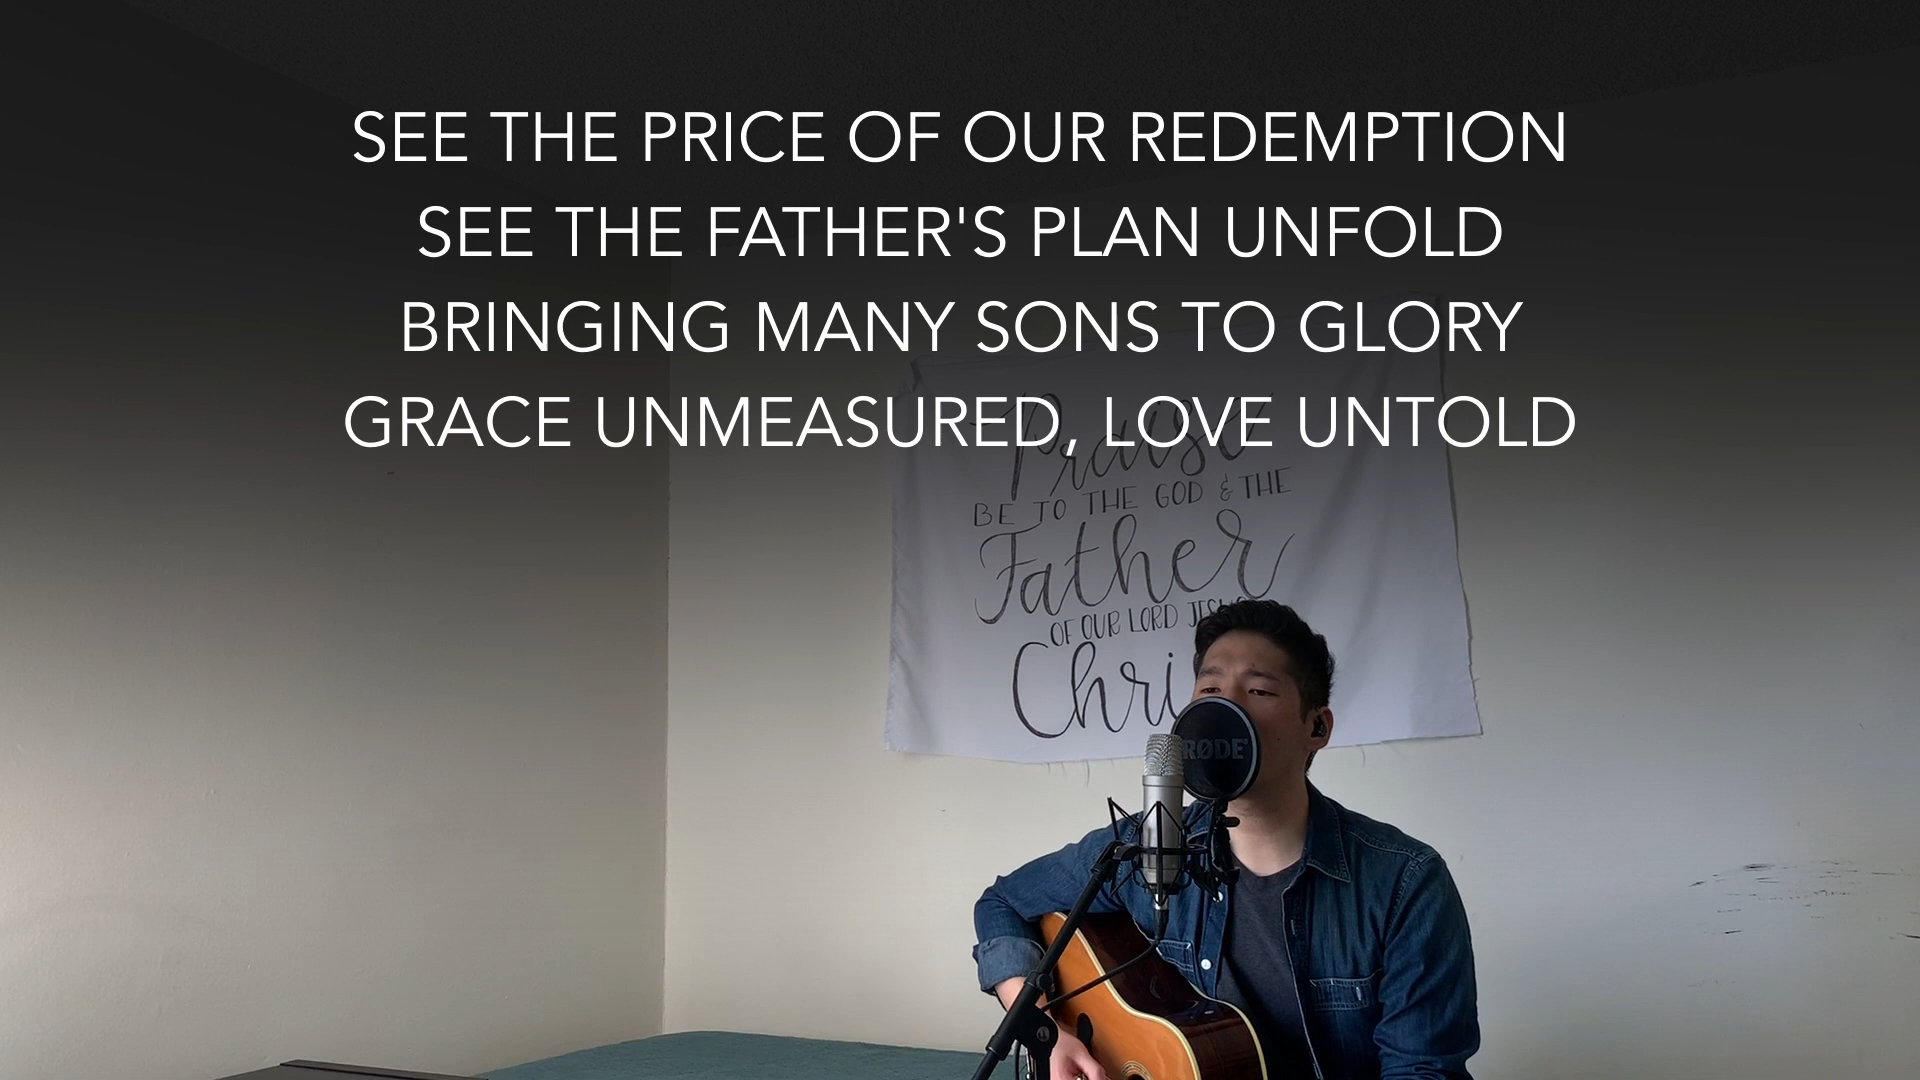 SEE THE PRICE OF OUR REDEMPTION
SEE THE FATHER'S PLAN UNFOLD
BRINGING MANY SONS TO GLORY
GRACE UNMEASURED, LOVE UNTOLD
Praise
BE TO THE GOD & THE
Father
OF OUR LORD
RØDE